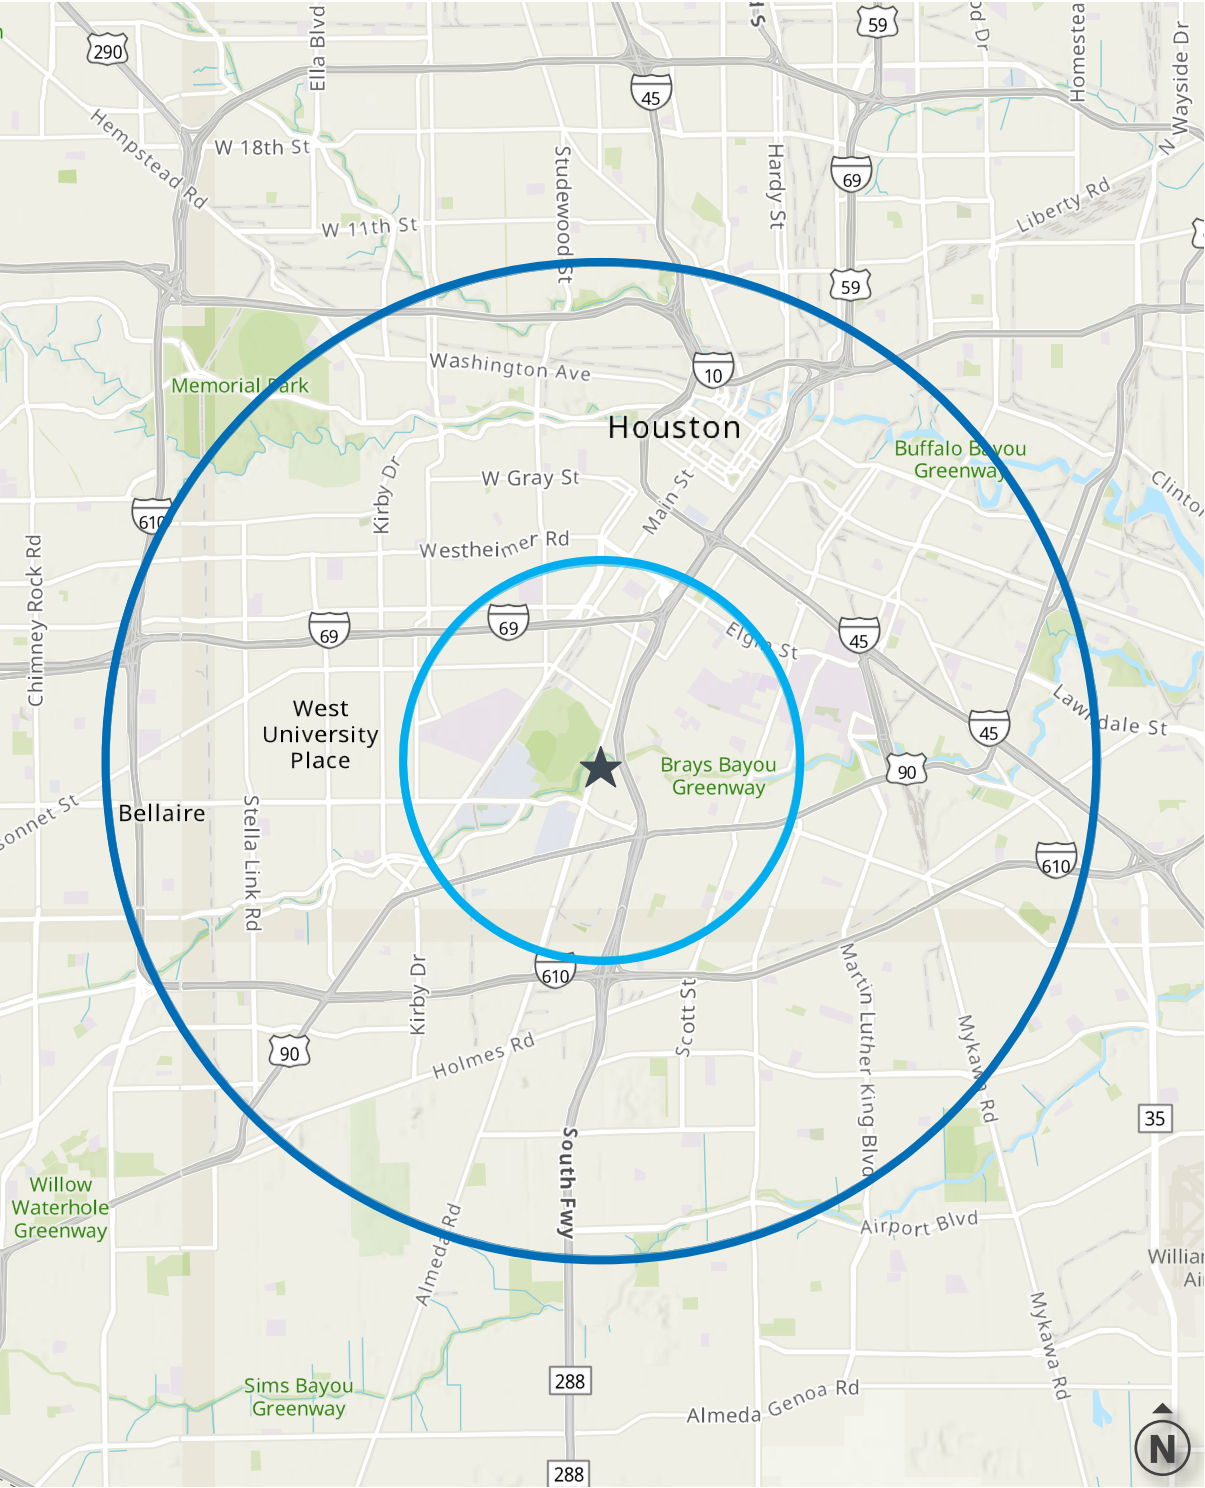 59
290
Ella Blvd
Homestea
N Wayside Dr
45
Hempstead Rd
W 18th St
Studewood St
Hardy St
69
Liberty Rd
W 11th St
59
Washington Ave
10
Memorial Park
Houston
Buffalo Bayou
Greenway
Kirby Dr
W Gray St
Main St
Clinton
610
Westheimer Rd
Chimney Rock Rd
69
69
Elgin St
45
West
University
Place
Lawndale St
45
Brays Bayou
Greenway
90
Bellaire
sonnet St
Stella Link Rd
610
Kirby Dr
610
Scott St
Martin Luther King Blvd
Mykawa Rd
90
Holmes Rd
35
South Fwy
Willow
Waterhole
Greenway
Almeda Rd
Airport Blvd
Willia
Ai
Mykawa Rd
288
Sims Bayou
Greenway
Almeda Genoa Rd
N
288